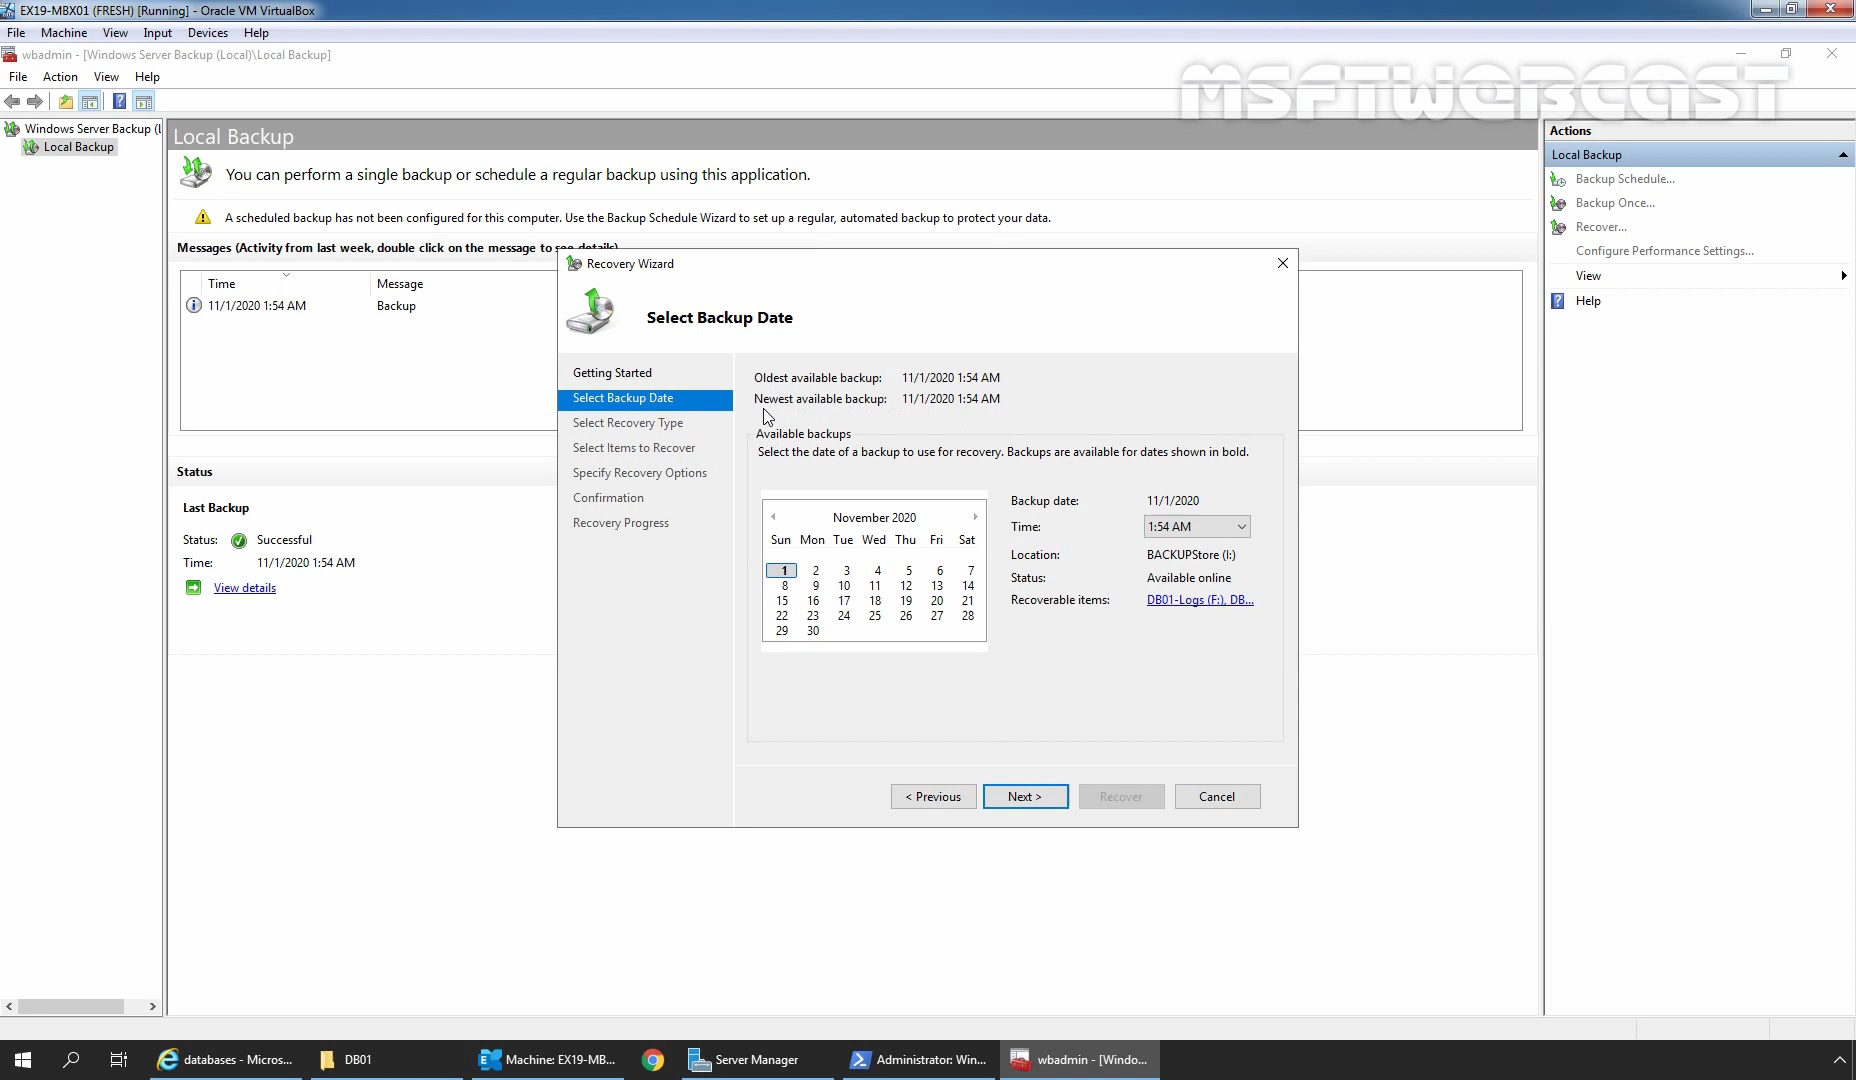 EX19-MBX01 (FRESH) [Running] - Oracle VM VirtualBox
File Machine View Input Devices Help
wbadmin - [Windows Server Backup (Local)\Local Backup]
File Action View Help
MSFTWEBCAST
Windows Server Backup (L
Local Backup
Local Backup
You can perform a single backup or schedule a regular backup using this application.
A scheduled backup has not been configured for this computer. Use the Backup Schedule Wizard to set up a regular, automated backup to protect your data.
Messages (Activity from last week, double click on the message to see details)
Time Message
11/1/2020 1:54 AM Backup
Status
Last Backup
Status: Successful
Time: 11/1/2020 1:54 AM
View details
Recovery Wizard
Select Backup Date
Getting Started
Select Backup Date
Select Recovery Type
Select Items to Recover
Specify Recovery Options
Confirmation
Recovery Progress
Oldest available backup: 11/1/2020 1:54 AM
Newest available backup: 11/1/2020 1:54 AM
Available backups
Select the date of a backup to use for recovery. Backups are available for dates shown in bold.
November 2020
Sun Mon Tue Wed Thu Fri Sat
1 2 3 4 5 6 7
8 9 10 11 12 13 14
15 16 17 18 19 20 21
22 23 24 25 26 27 28
29 30
Backup date: 11/1/2020
Time: 1:54 AM
Location: BACKUPStore (I:)
Status: Available online
Recoverable items: DB01-Logs (F:), DB...
< Previous Next > Recover Cancel
Actions
Local Backup
Backup Schedule...
Backup Once...
Recover...
Configure Performance Settings...
View
Help
databases - Micros... DB01 Machine: EX19-MB... Server Manager Administrator: Win... wbadmin - [Windo...